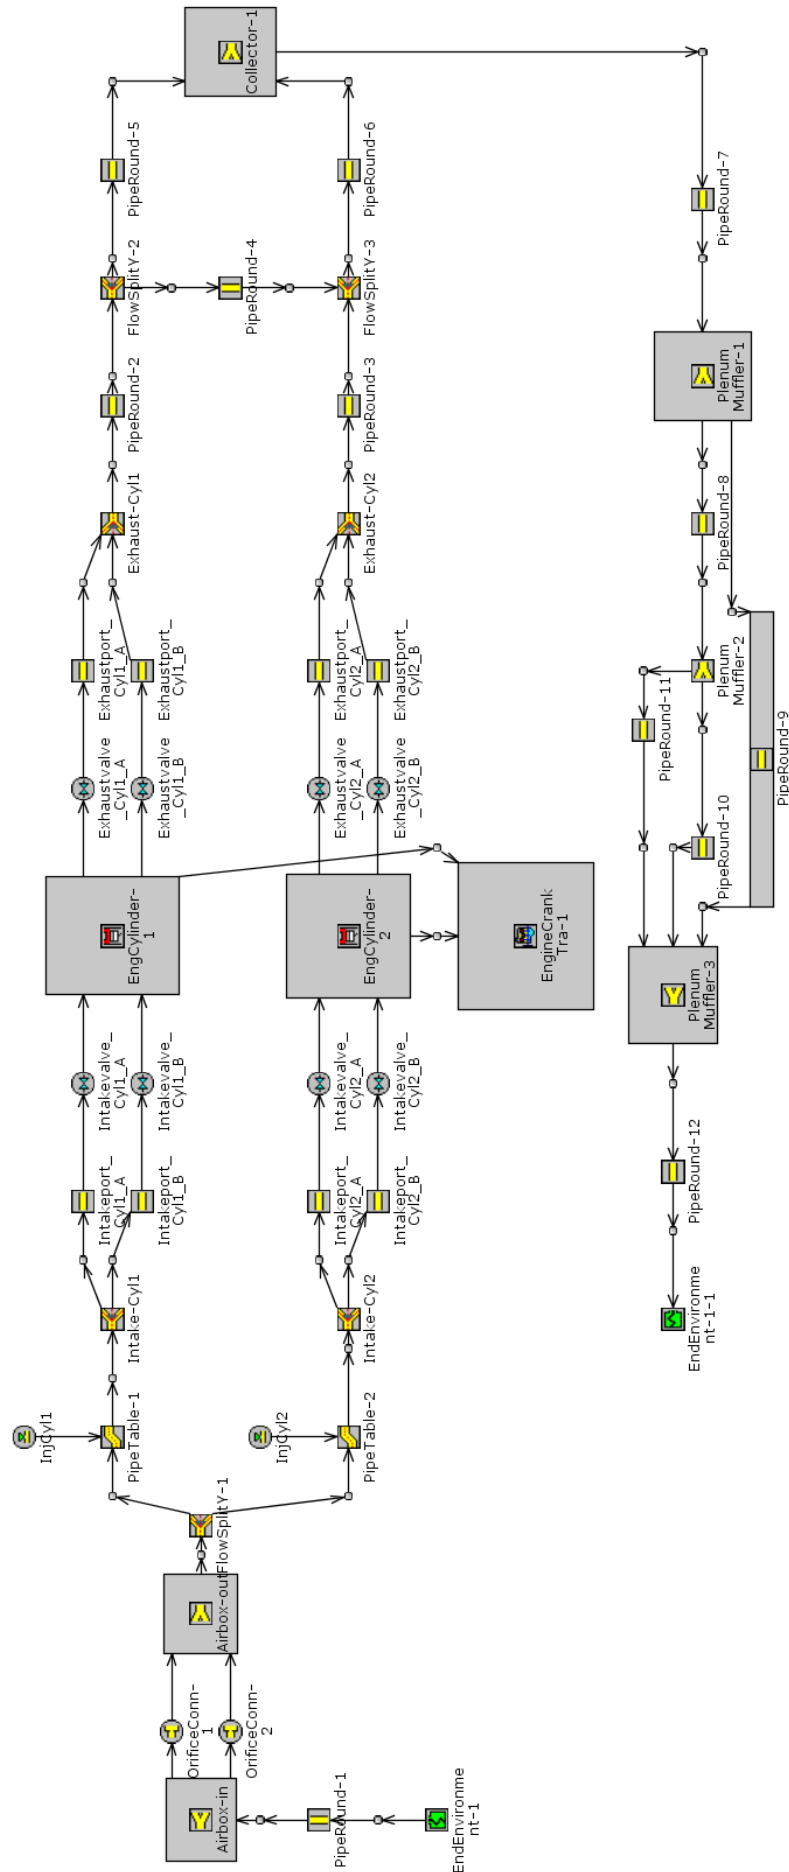 InjCyl1
Intakeport_
Cyl1_A
Intakevalve_
Cyl1_A
Exhaustvalve
_Cyl1_A
Exhaustport_
Cyl1_A
PipeTable-1
Intake-Cyl1
EngCylinder-
1
Exhaust-Cyl1
PipeRound-2
FlowSplitY-2
PipeRound-5
Intakeport_
Cyl1_B
Intakevalve_
Cyl1_B
Exhaustvalve
_Cyl1_B
Exhaustport_
Cyl1_B
OrificeConn-
1
Airbox-in
Airbox-out
FlowSplitY-1
PipeRound-4
Collector-1
OrificeConn-
2
InjCyl2
Intakeport_
Cyl2_A
Intakevalve_
Cyl2_A
Exhaustvalve
_Cyl2_A
Exhaustport_
Cyl2_A
PipeRound-1
PipeTable-2
Intake-Cyl2
EngCylinder-
2
Exhaust-Cyl2
PipeRound-3
FlowSplitY-3
PipeRound-6
Intakeport_
Cyl2_B
Intakevalve_
Cyl2_B
Exhaustvalve
_Cyl2_B
Exhaustport_
Cyl2_B
EndEnvironme
nt-1
EngineCrank
Tra-1
PipeRound-11
EndEnvironme
nt-1-1
PipeRound-12
Plenum
Muffler-3
PipeRound-10
Plenum
Muffler-2
PipeRound-8
Plenum
Muffler-1
PipeRound-7
PipeRound-9